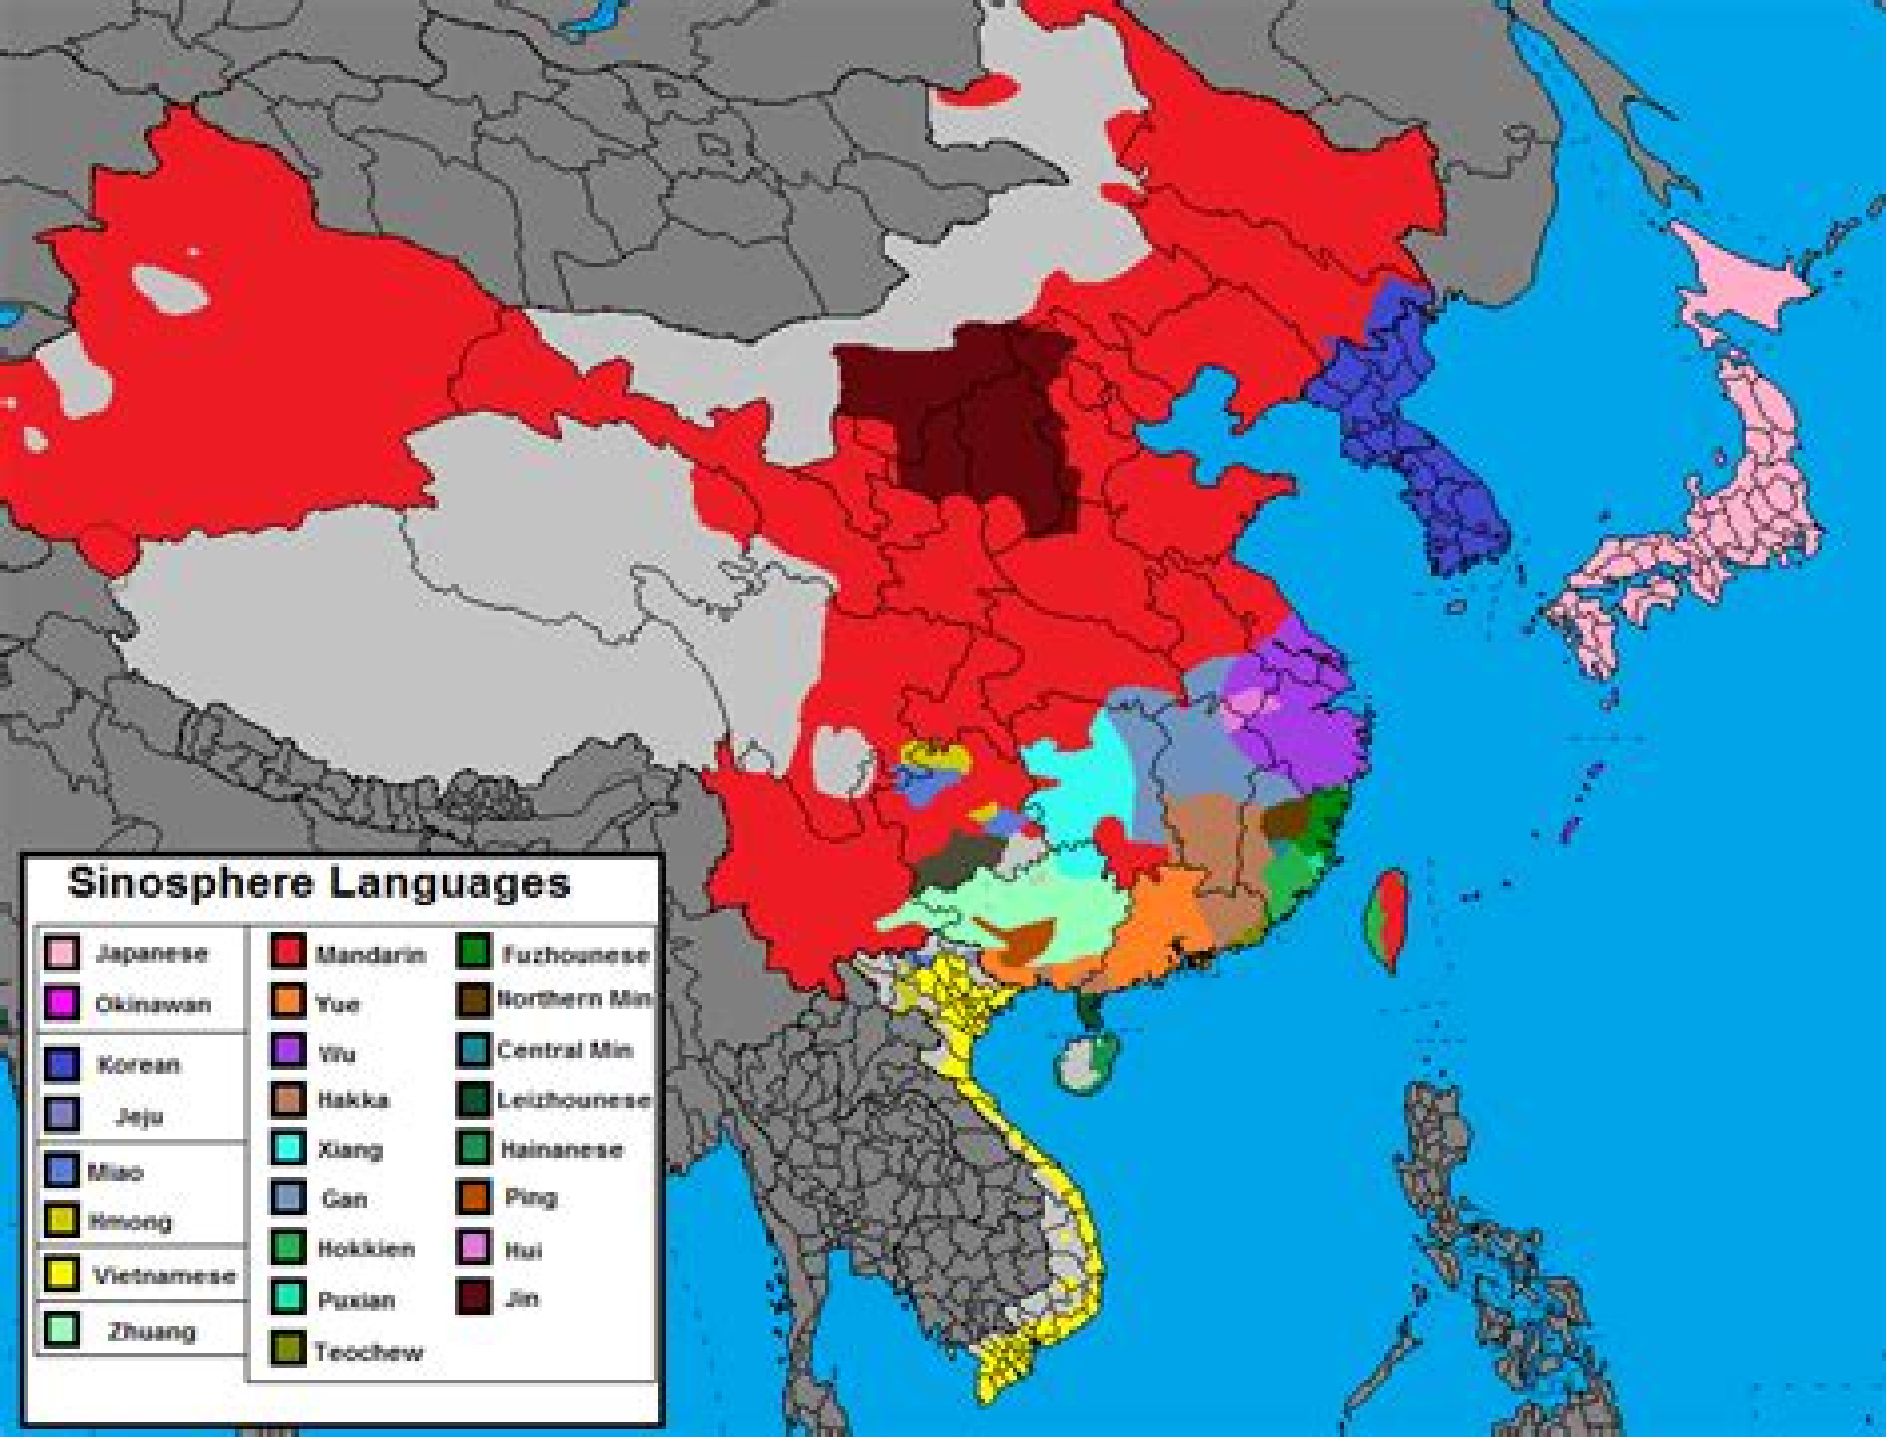 Sinosphere Languages
Japanese
Okinawan
Korean
Jeju
Miao
Hmong
Vietnamese
Zhuang
Mandarin
Yue
Wu
Hakka
Xiang
Gan
Hokkien
Puxian
Teochew
Fuzhounese
Northern Min
Central Min
Leizhounese
Hainanese
Ping
Hui
Jin